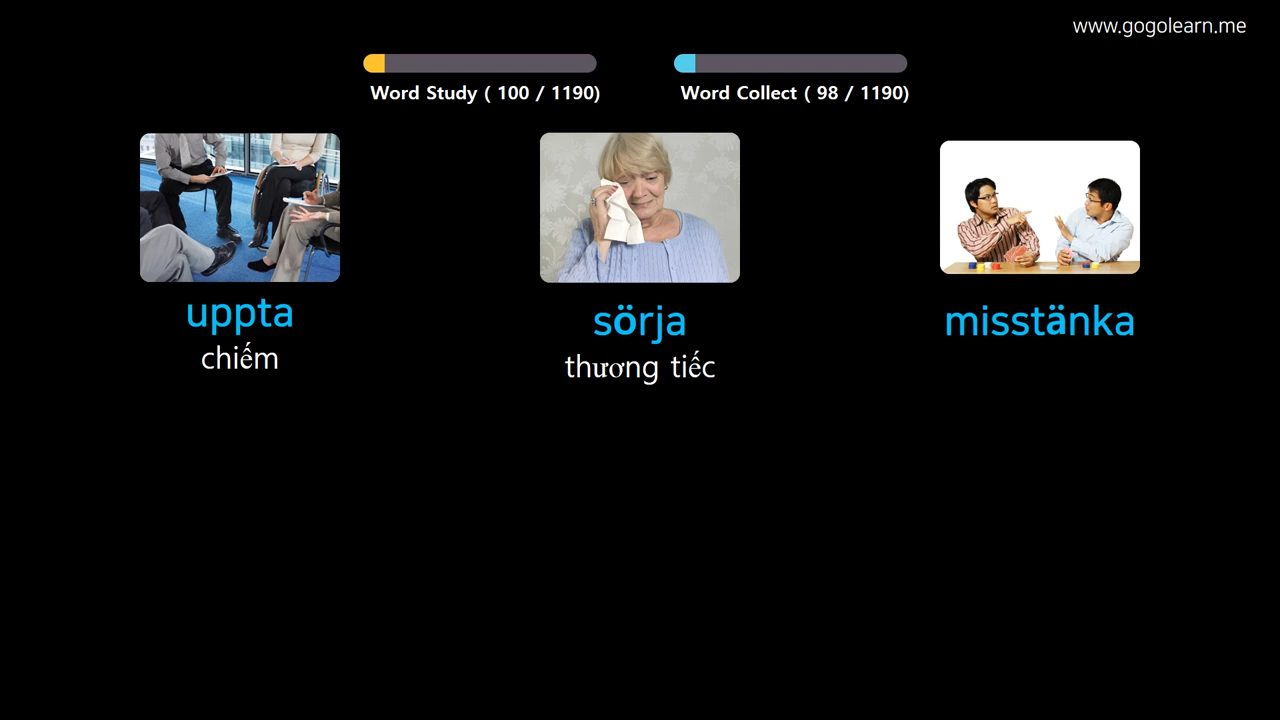 www.gogolearn.me
Word Study ( 100 / 1190)
Word Collect ( 98 / 1190)
uppta
chiếm
sörja
thương tiếc
misstänka